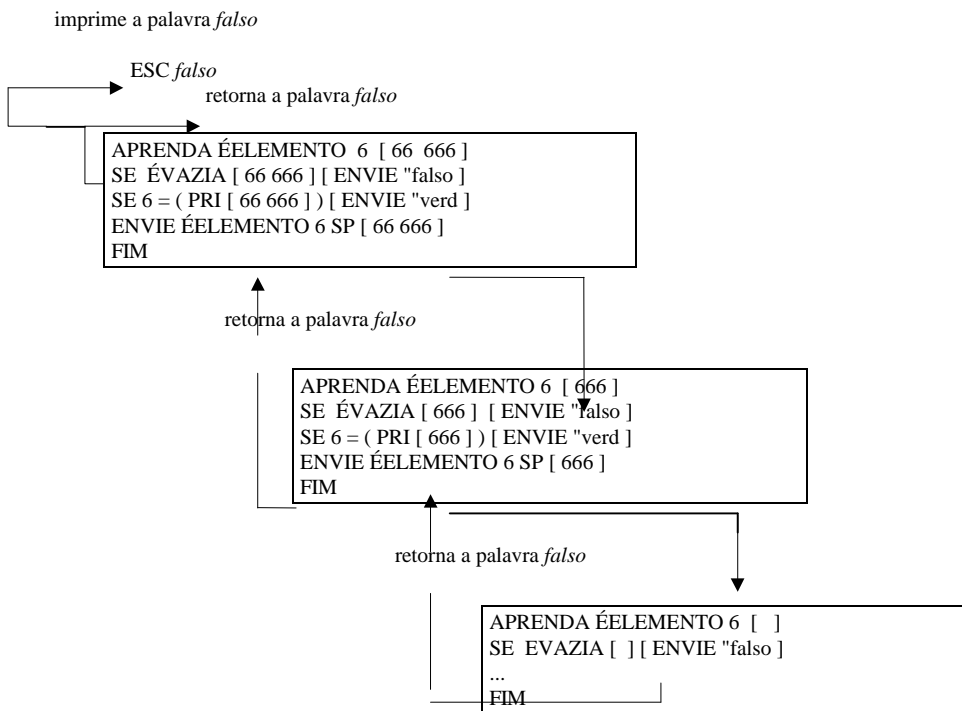 imprime a palavra falso
ESC falso
retorna a palavra falso
APRENDA ÉELEMENTO 6 [ 66 666 ]
SE ÉVAZIA [ 66 666 ] [ ENVIE "falso ]
SE 6 = ( PRI [ 66 666 ] ) [ ENVIE "verd ]
ENVIE ÉELEMENTO 6 SP [ 66 666 ]
FIM
retorna a palavra falso
APRENDA ÉELEMENTO 6 [ 666 ]
SE ÉVAZIA [ 666 ] [ ENVIE "falso ]
SE 6 = ( PRI [ 666 ] ) [ ENVIE "verd ]
ENVIE ÉELEMENTO 6 SP [ 666 ]
FIM
retorna a palavra falso
APRENDA ÉELEMENTO 6 [ ]
SE EVAZIA [ ] [ ENVIE "falso ]
...
FIM